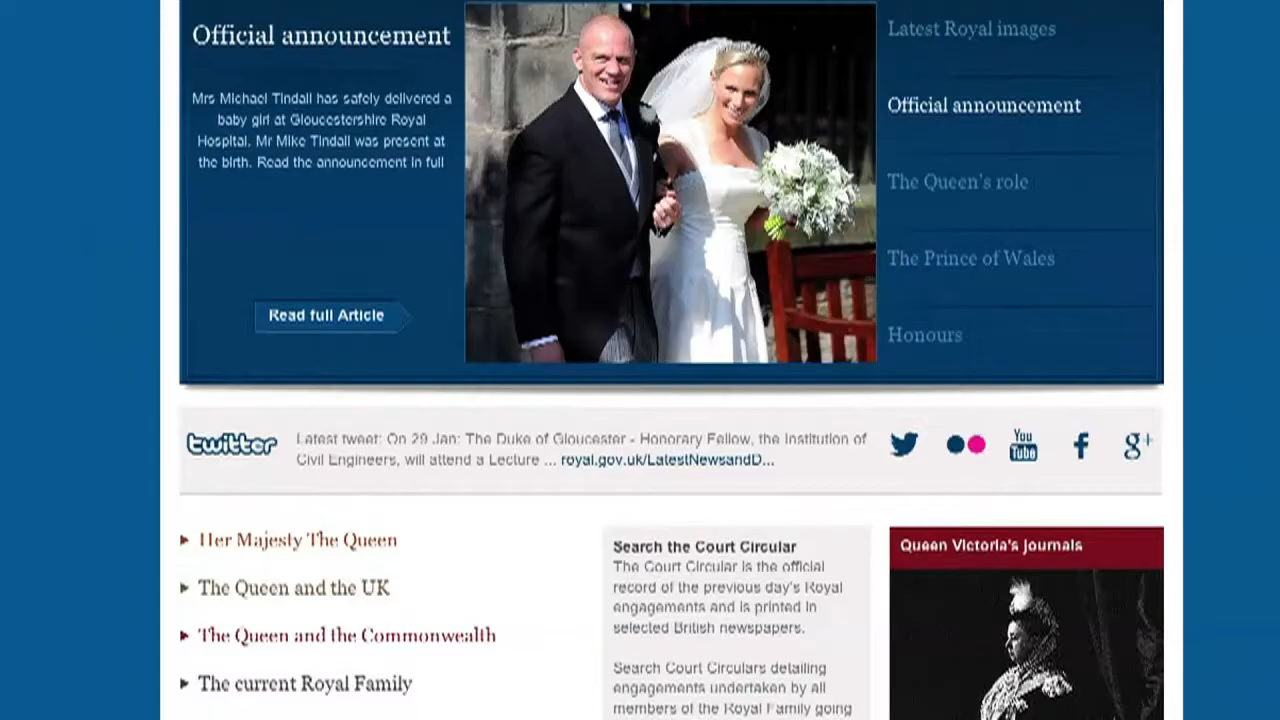 Official announcement
Mrs Michael Tindall has safely delivered a
baby girl at Gloucestershire Royal
Hospital. Mr Mike Tindall was present at
the birth. Read the announcement in full
Read full Article
Latest Royal images
Official announcement
The Queen's role
The Prince of Wales
Honours
twitter
Latest tweet: On 29 Jan: The Duke of Gloucester - Honorary Fellow, the Institution of
Civil Engineers, will attend a Lecture ... royal.gov.uk/LatestNewsandD...
You
Tube
f
g+
Her Majesty The Queen
The Queen and the UK
The Queen and the Commonwealth
The current Royal Family
Search the Court Circular
The Court Circular is the official
record of the previous day's Royal
engagements and is printed in
selected British newspapers.
Search Court Circulars detailing
engagements undertaken by all
members of the Royal Family going
Queen Victoria's Journals